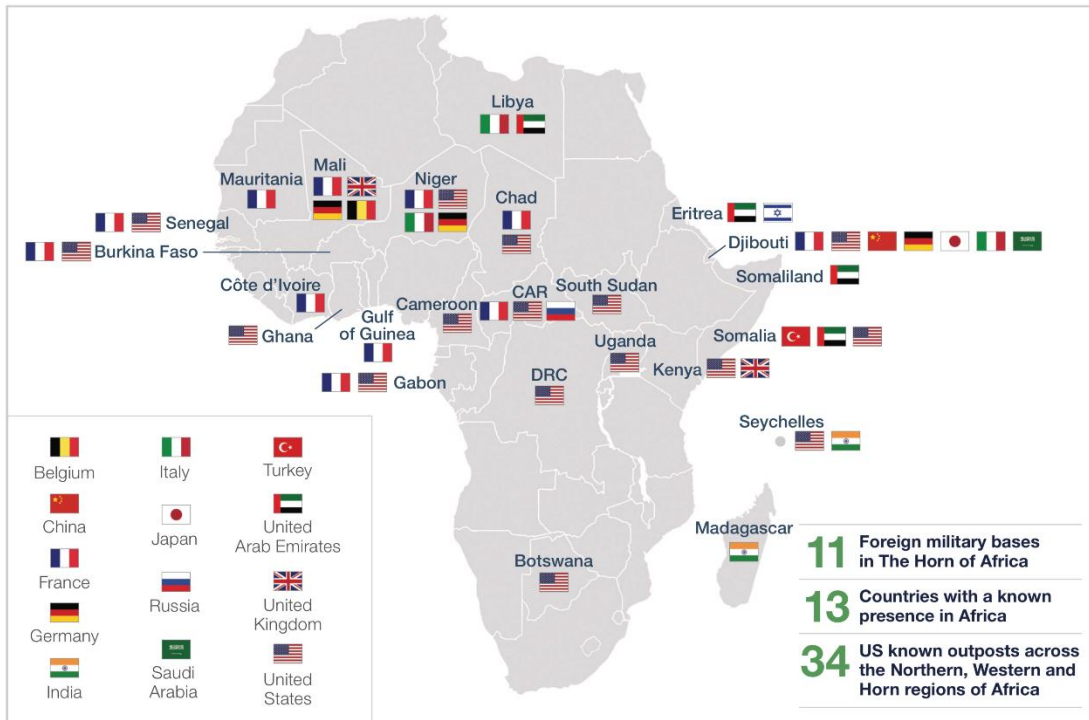 Libya
Mali
Mauritania
Niger
Chad
Senegal
Burkina Faso
Eritrea
Djibouti
Somaliland
Côte d’Ivoire
Ghana
Gulf
of Guinea
Cameroon
CAR
South Sudan
Somalia
Uganda
Kenya
Gabon
DRC
Seychelles
Madagascar
Botswana
Belgium
China
France
Germany
India
Italy
Japan
Russia
Saudi
Arabia
Turkey
United
Arab Emirates
United
Kingdom
United
States
11 Foreign military bases
in The Horn of Africa
13 Countries with a known
presence in Africa
34 US known outposts across
the Northern, Western and
Horn regions of Africa